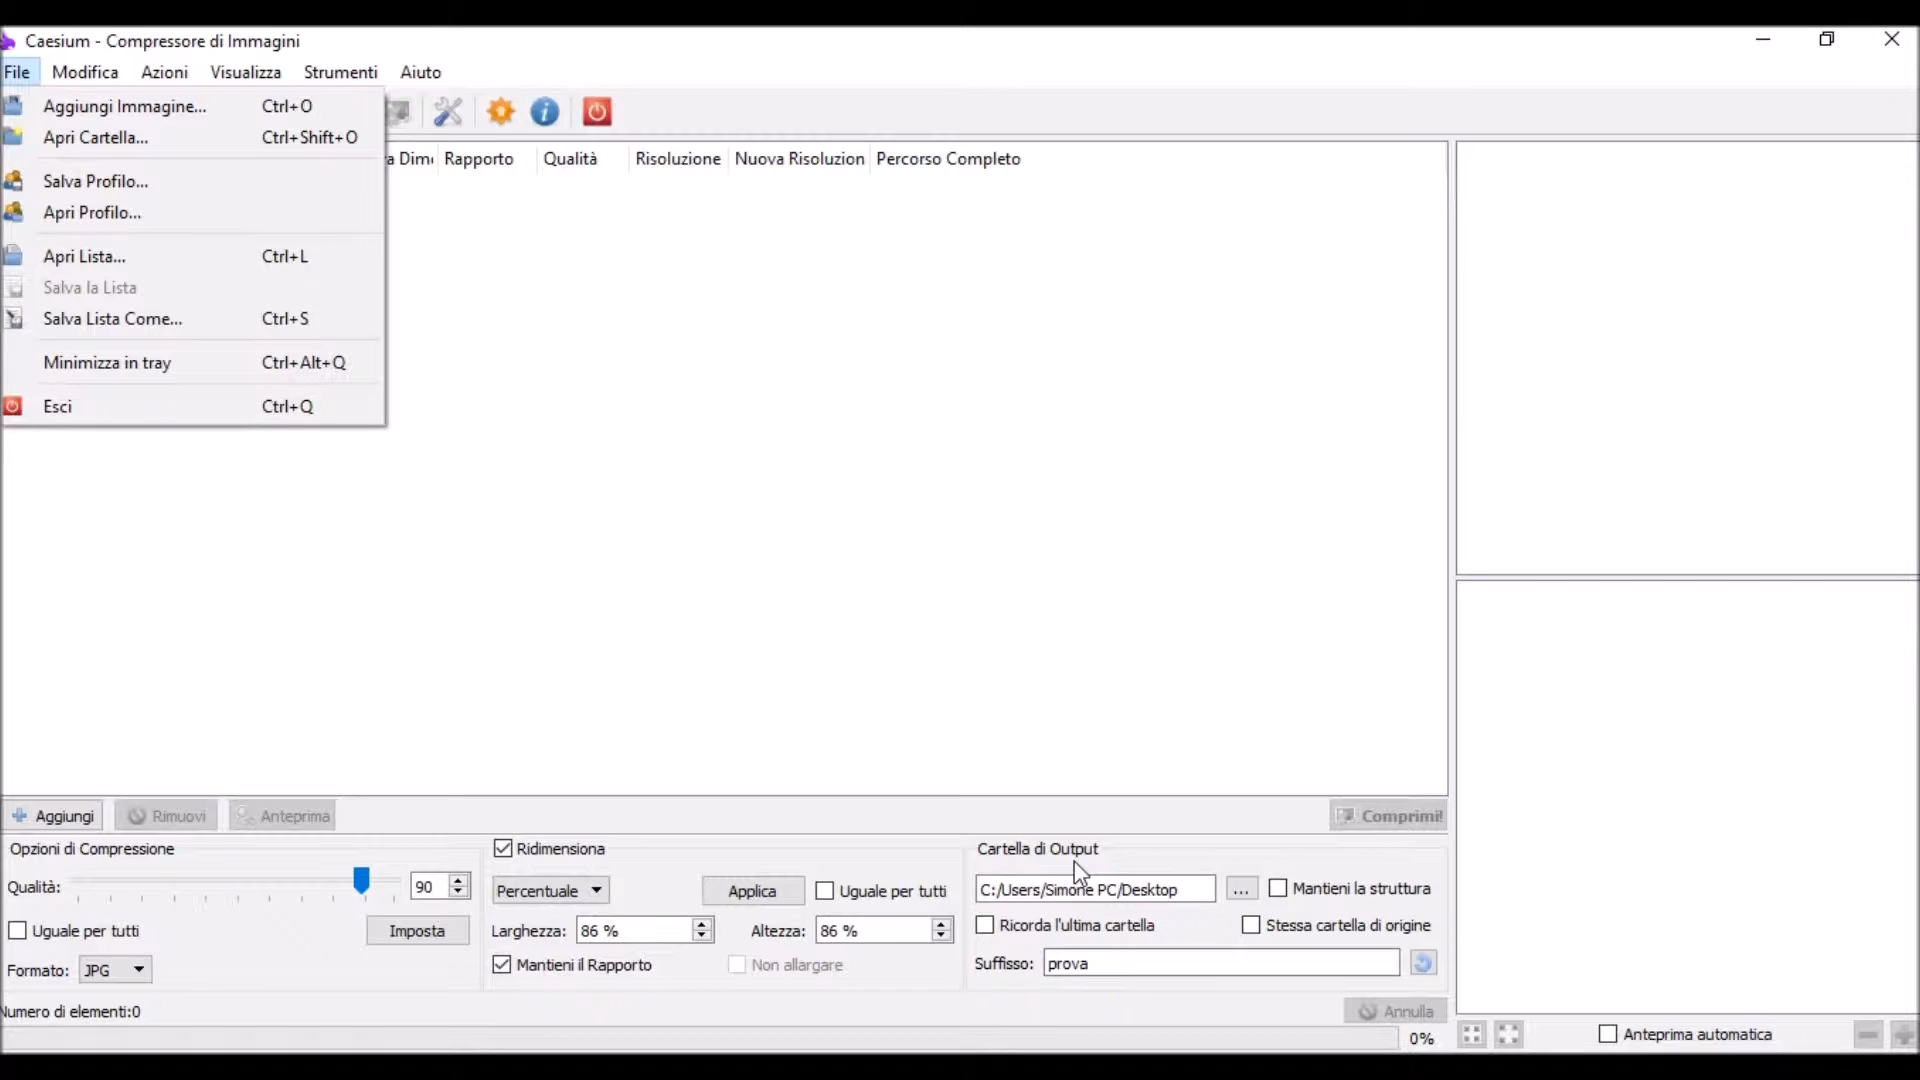 Caesium - Compressore di Immagini
File Modifica Azioni Visualizza Strumenti Aiuto
Aggiungi Immagine... Ctrl+O
Apri Cartella... Ctrl+Shift+O
Salva Profilo...
Apri Profilo...
Apri Lista... Ctrl+L
Salva la Lista
Salva Lista Come... Ctrl+S
Minimizza in tray Ctrl+Alt+Q
Esci Ctrl+Q
Rapporto Qualità Risoluzione Nuova Risoluzion Percorso Completo
Aggiungi Rimuovi Anteprima Comprimi!
Opzioni di Compressione
Qualità: 90
Uguale per tutti Imposta
Formato: JPG
Ridimensiona
Percentuale Applica Uguale per tutti
Larghezza: 86 % Altezza: 86 %
Mantieni il Rapporto Non allargare
Cartella di Output
C:/Users/Simone PC/Desktop ... Mantieni la struttura
Ricorda l'ultima cartella Stessa cartella di origine
Suffisso: prova
Numero di elementi:0 Annulla
0% Anteprima automatica